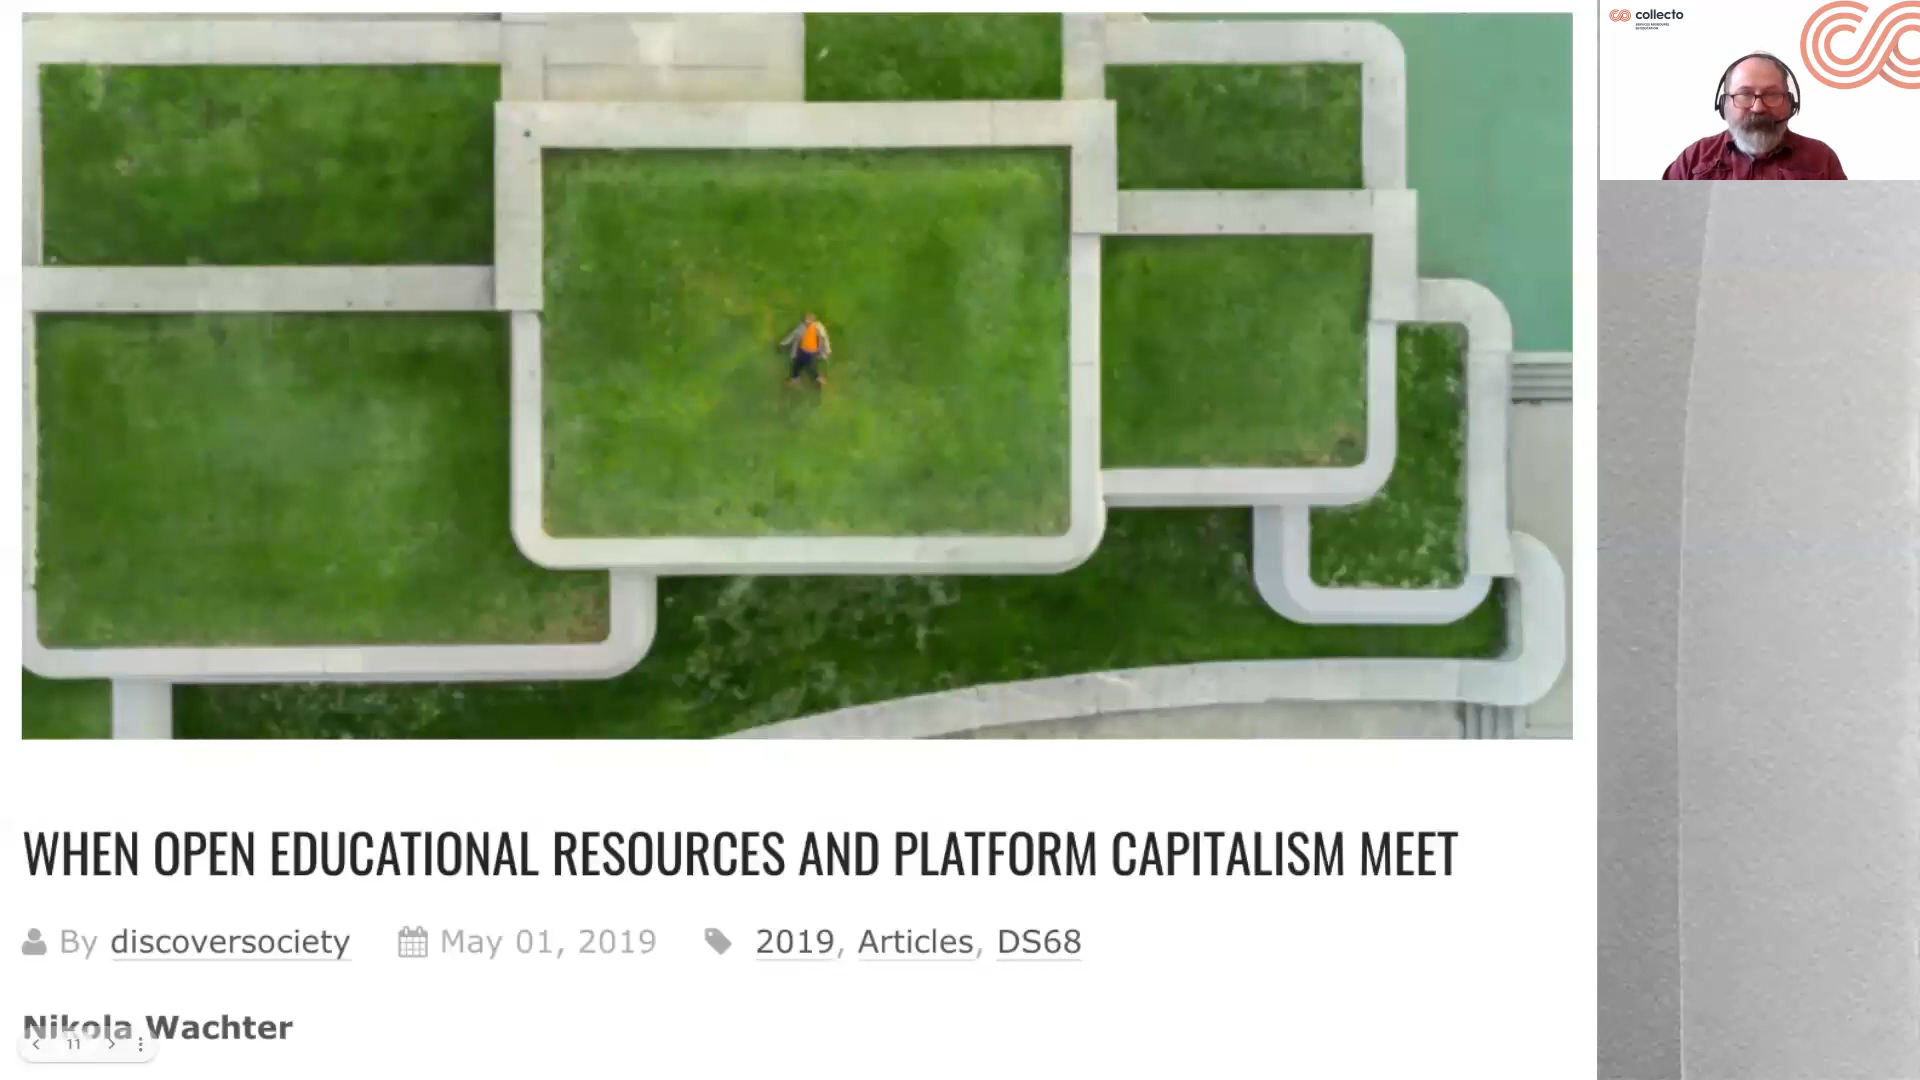 collecto
WHEN OPEN EDUCATIONAL RESOURCES AND PLATFORM CAPITALISM MEET
By discoversociety May 01, 2019 2019, Articles, DS68
Nikola Wachter
11